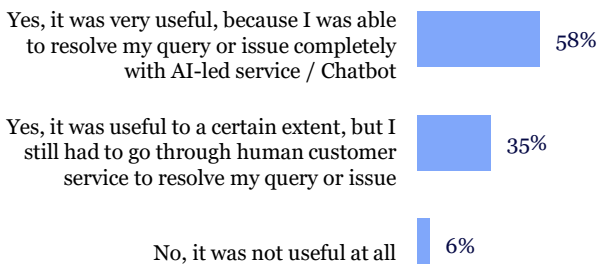 Yes, it was very useful, because I was able
to resolve my query or issue completely
with AI-led service / Chatbot
58%
Yes, it was useful to a certain extent, but I
still had to go through human customer
service to resolve my query or issue
35%
No, it was not useful at all
6%